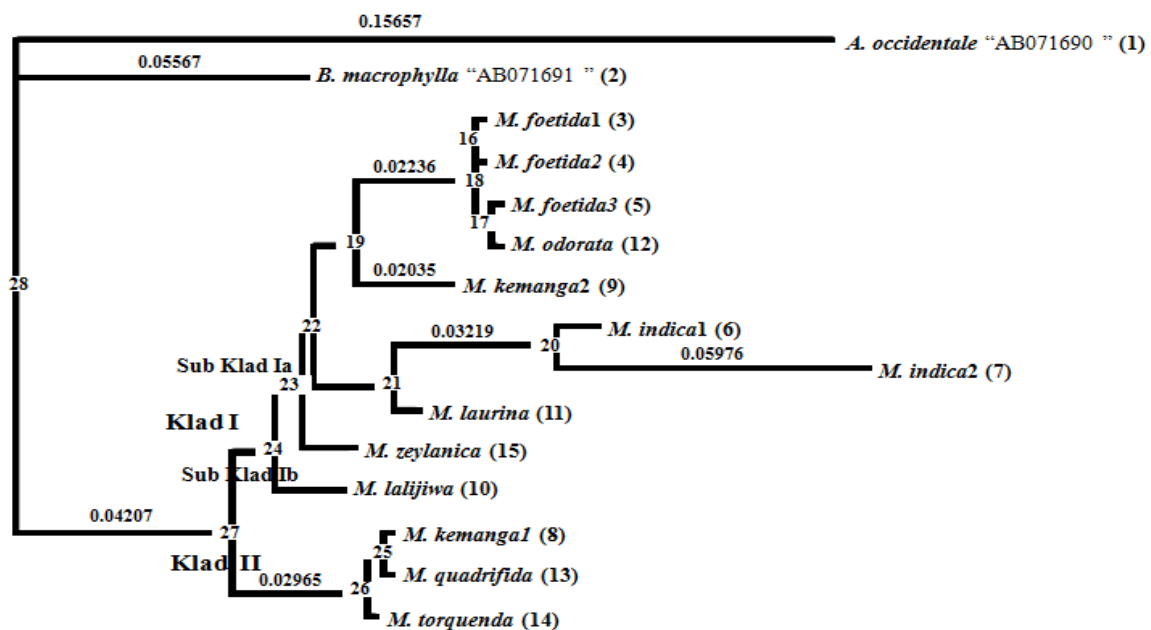 0.15657
A. occidentale “AB071690 ” (1)
0.05567
B. macrophylla “AB071691 ” (2)
M. foetida1 (3)
16
M. foetida2 (4)
0.02236
18
M. foetida3 (5)
17
M. odorata (12)
19
0.02035
M. kemanga2 (9)
28
22
M. indica1 (6)
0.03219
20
0.05976
M. indica2 (7)
Sub Klad Ia
23
21
M. laurina (11)
Klad I
24
M. zeylanica (15)
Sub Klad Ib
M. lalijiwa (10)
0.04207
27
M. kemanga1 (8)
25
Klad II
M. quadrifida (13)
0.02965
26
M. torquenda (14)